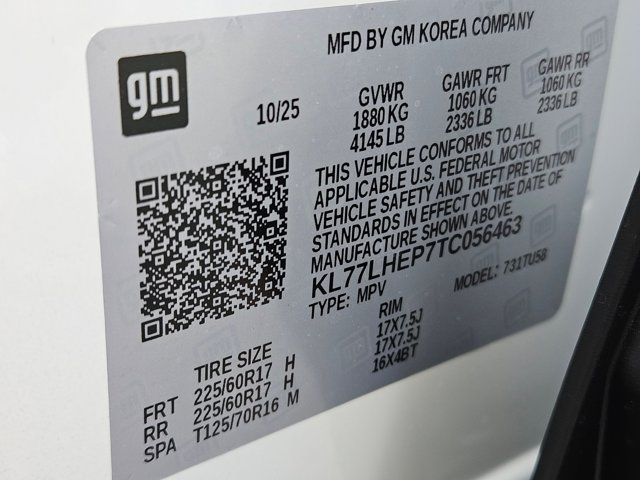 MFD BY GM KOREA COMPANY
gm
10/25
GVWR
1880 KG
4145 LB
GAWR FRT
1060 KG
2336 LB
GAWR RR
1060 KG
2336 LB
THIS VEHICLE CONFORMS TO ALL
APPLICABLE U.S. FEDERAL MOTOR
VEHICLE SAFETY AND THEFT PREVENTION
STANDARDS IN EFFECT ON THE DATE OF
MANUFACTURE SHOWN ABOVE.
KL77LHEP7TC056463
TYPE: MPV
MODEL: 731TU58
TIRE SIZE RIM
FRT 225/60R17 H 17X7.5J
RR 225/60R17 H 17X7.5J
SPA T125/70R16 M 16X4BT